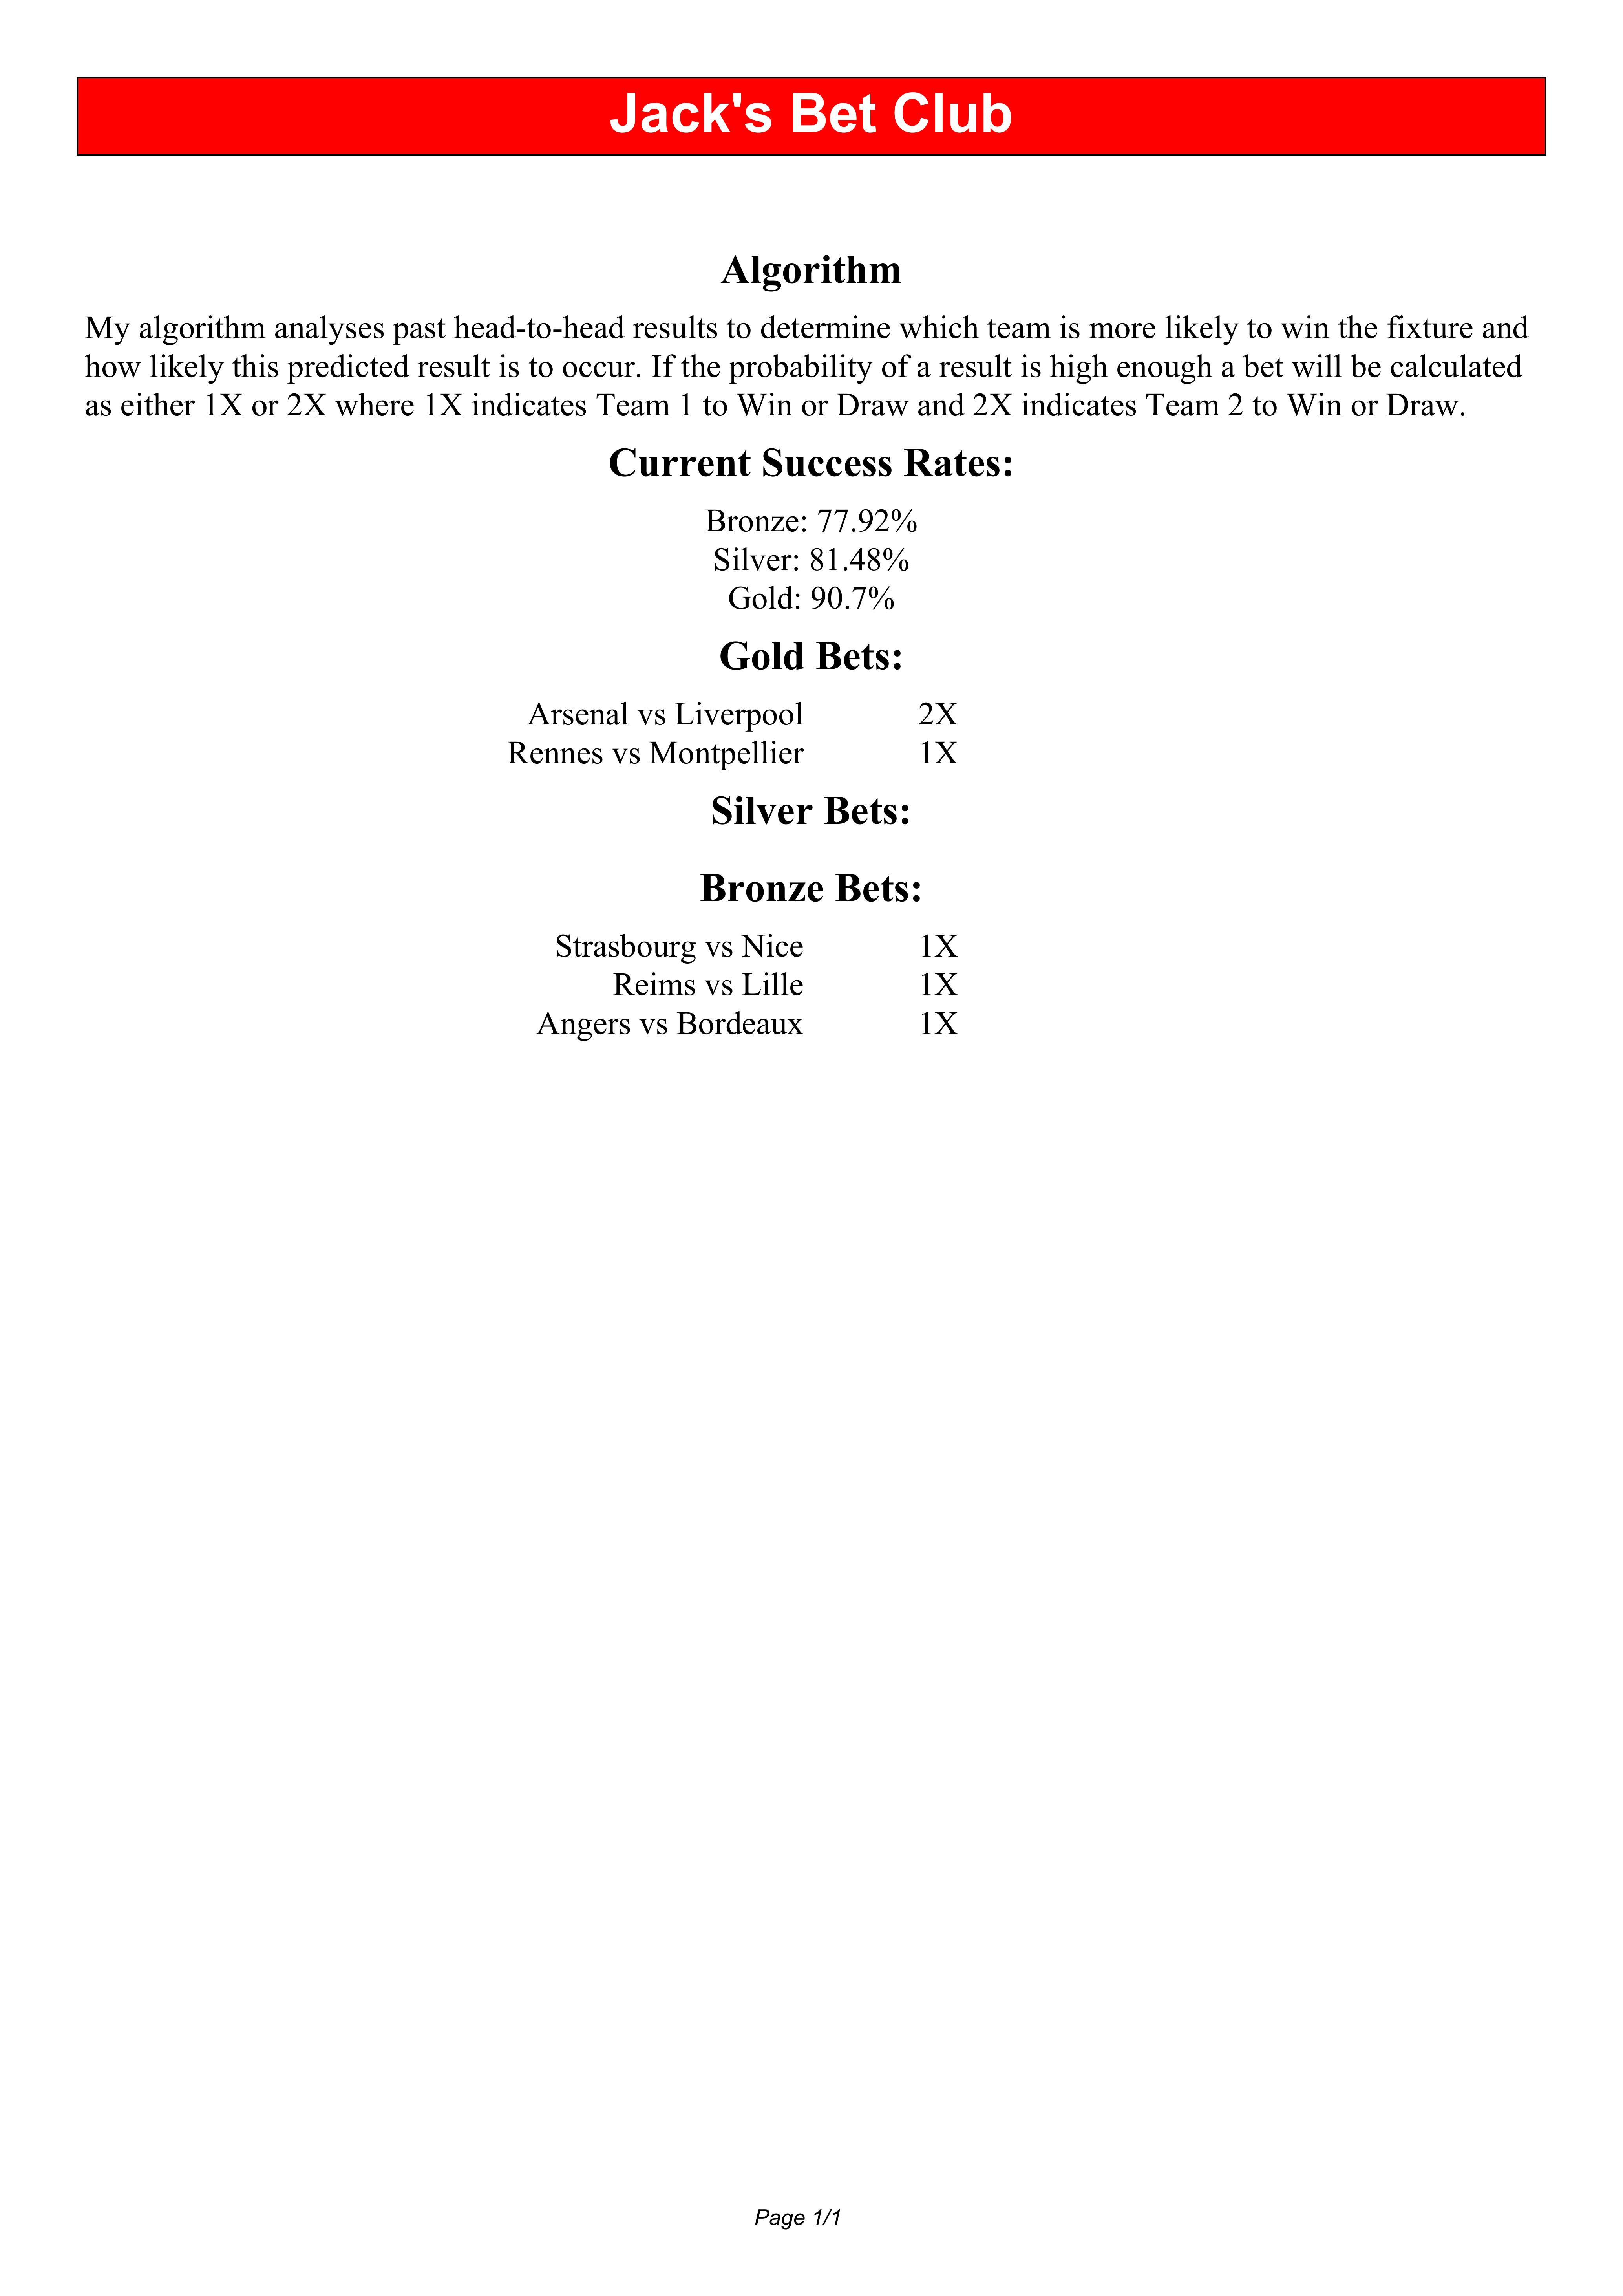 Jack's Bet Club
Algorithm
My algorithm analyses past head-to-head results to determine which team is more likely to win the fixture and
how likely this predicted result is to occur. If the probability of a result is high enough a bet will be calculated
as either 1X or 2X where 1X indicates Team 1 to Win or Draw and 2X indicates Team 2 to Win or Draw.
Current Success Rates:
Bronze: 77.92%
Silver: 81.48%
Gold: 90.7%
Gold Bets:
Arsenal vs Liverpool 2X
Rennes vs Montpellier 1X
Silver Bets:
Bronze Bets:
Strasbourg vs Nice 1X
Reims vs Lille 1X
Angers vs Bordeaux 1X
Page 1/1